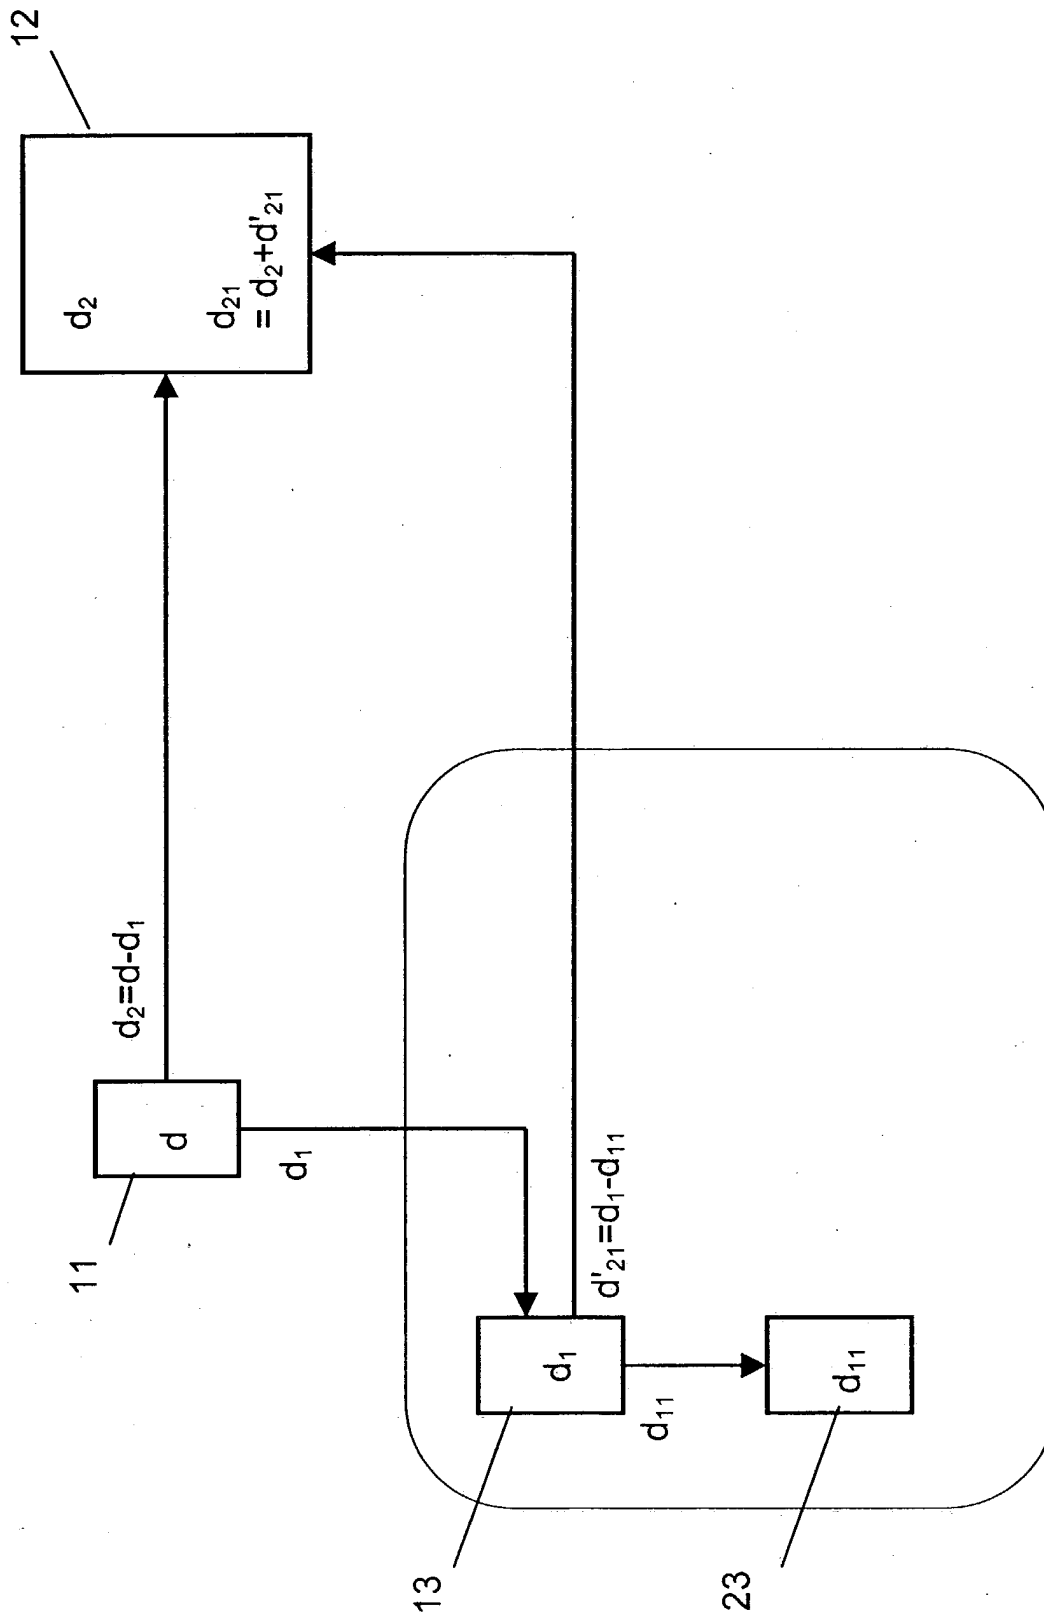 12
d₂
d₂₁
= d₂+d'₂₁
d₂=d-d₁
d
11
d₁
d'₂₁=d₁-d₁₁
d₁
13
d₁₁
d₁₁
23